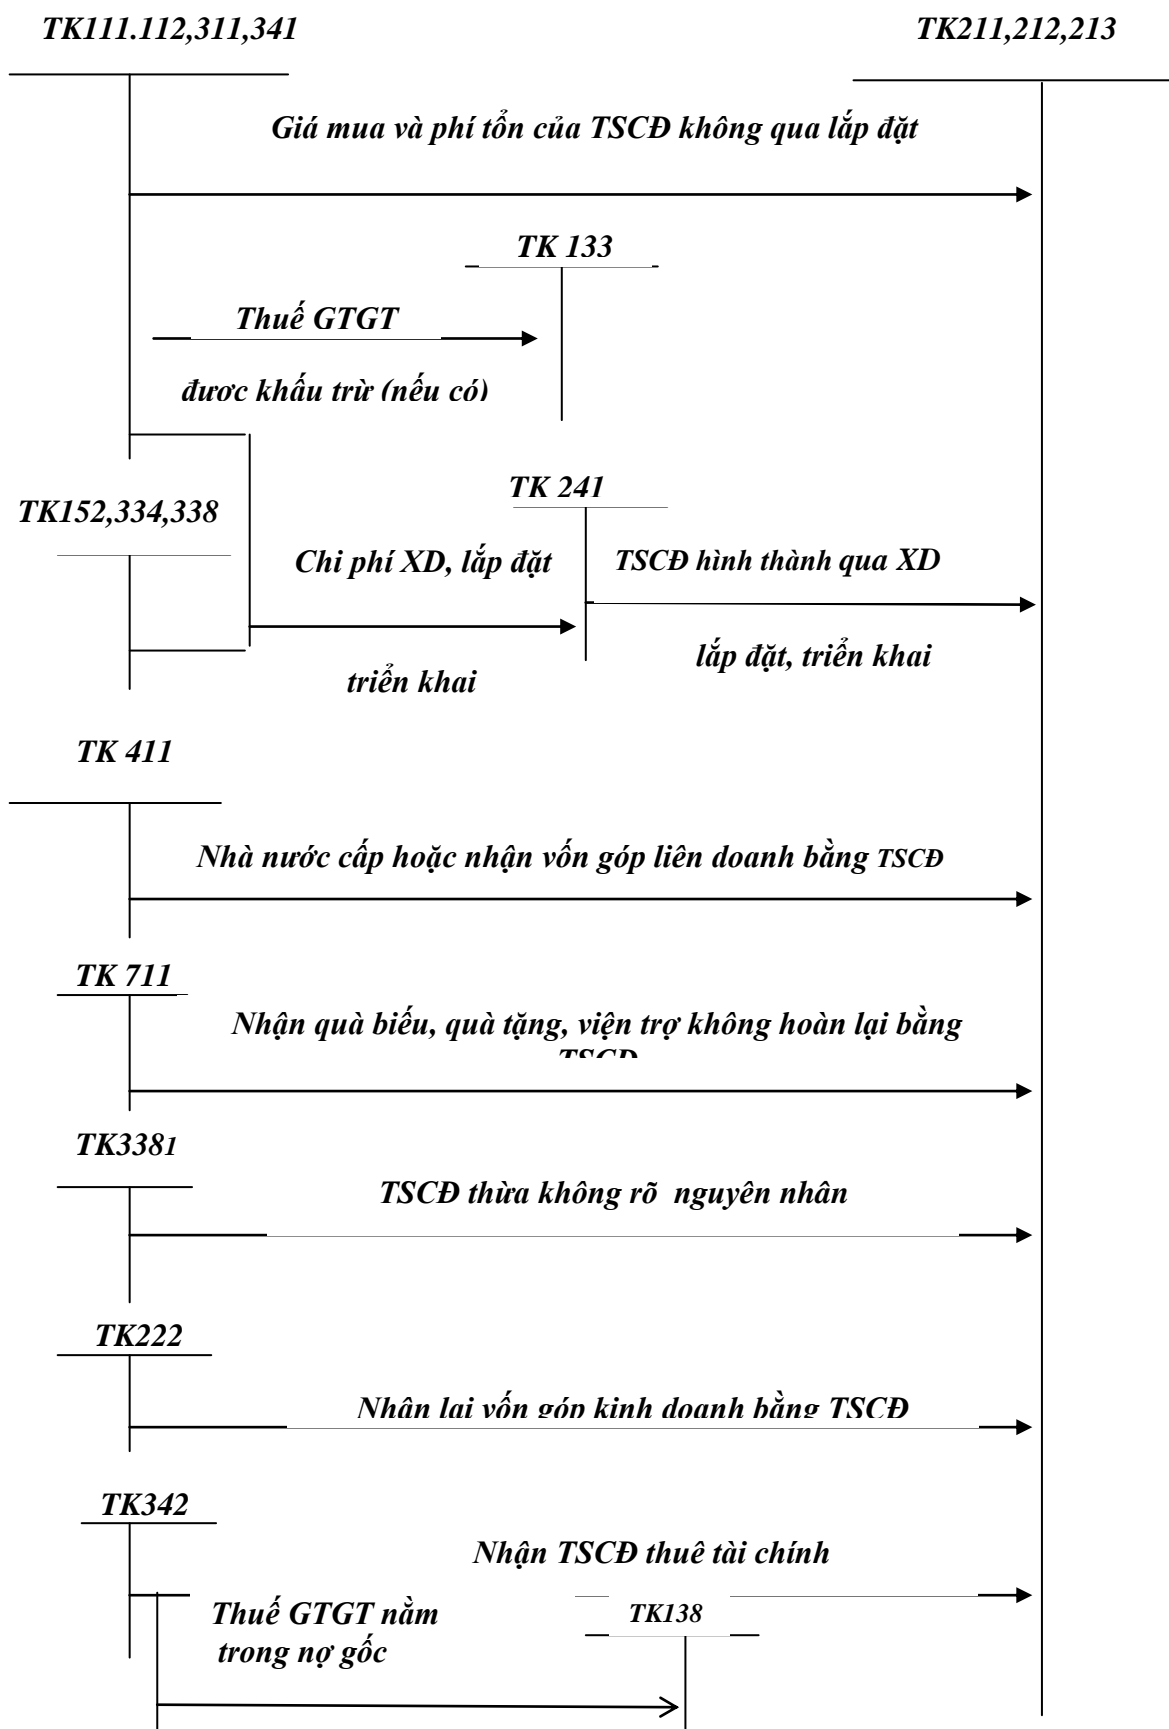 TK111.112,311,341
TK211,212,213
Giá mua và phí tổn của TSCĐ không qua lắp đặt
TK 133
Thuế GTGT
được khấu trừ (nếu có)
TK 241
TK152,334,338
Chi phí XD, lắp đặt
TSCĐ hình thành qua XD
lắp đặt, triển khai
triển khai
TK 411
Nhà nước cấp hoặc nhận vốn góp liên doanh bằng TSCĐ
TK 711
Nhận quà biếu, quà tặng, viện trợ không hoàn lại bằng
TSCĐ
TK3381
TSCĐ thừa không rõ nguyên nhân
TK222
Nhận lại vốn góp kinh doanh bằng TSCĐ
TK342
Nhận TSCĐ thuê tài chính
Thuế GTGT nằm
trong nợ gốc
TK138